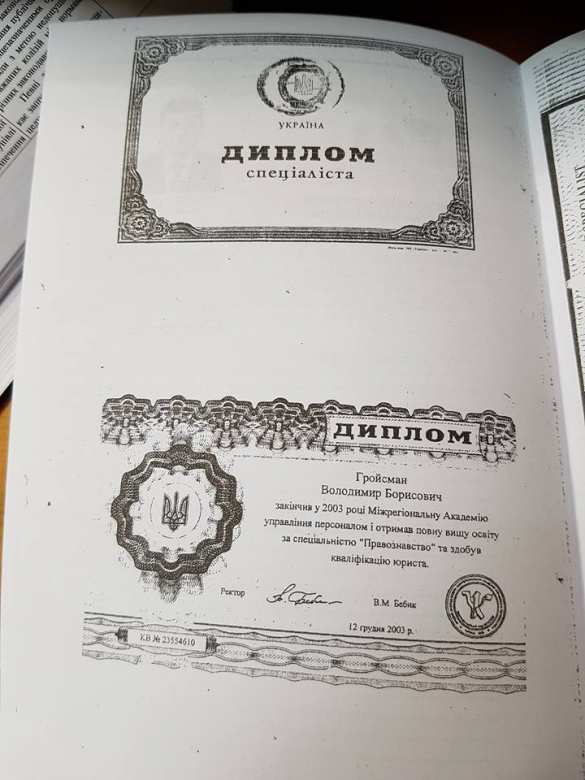 УКРАЇНА
ДИПЛОМ
спеціаліста
ДИПЛОМ
Гройсман
Володимир Борисович
закінчив у 2003 році Міжрегіональну Академію
управління персоналом і отримав повну вищу освіту
за спеціальністю "Правознавство" та здобув
кваліфікацію юриста.
Ректор
В.М. Бебик
12 грудня 2003 р.
КВ № 23554610